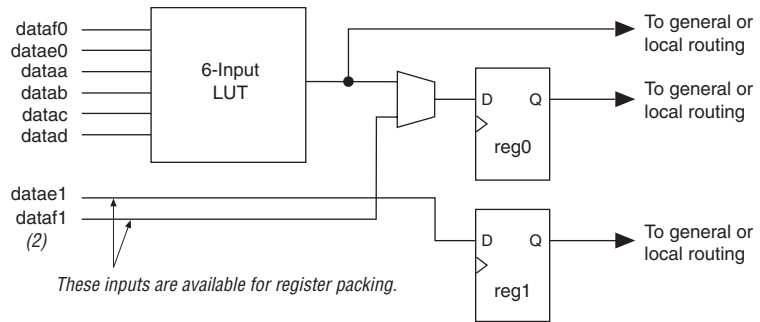 dataf0
datae0
dataa
datab
datac
datad
6-Input
LUT
To general or
local routing
D Q
reg0
To general or
local routing
datae1
dataf1
(2)
D Q
reg1
To general or
local routing
These inputs are available for register packing.